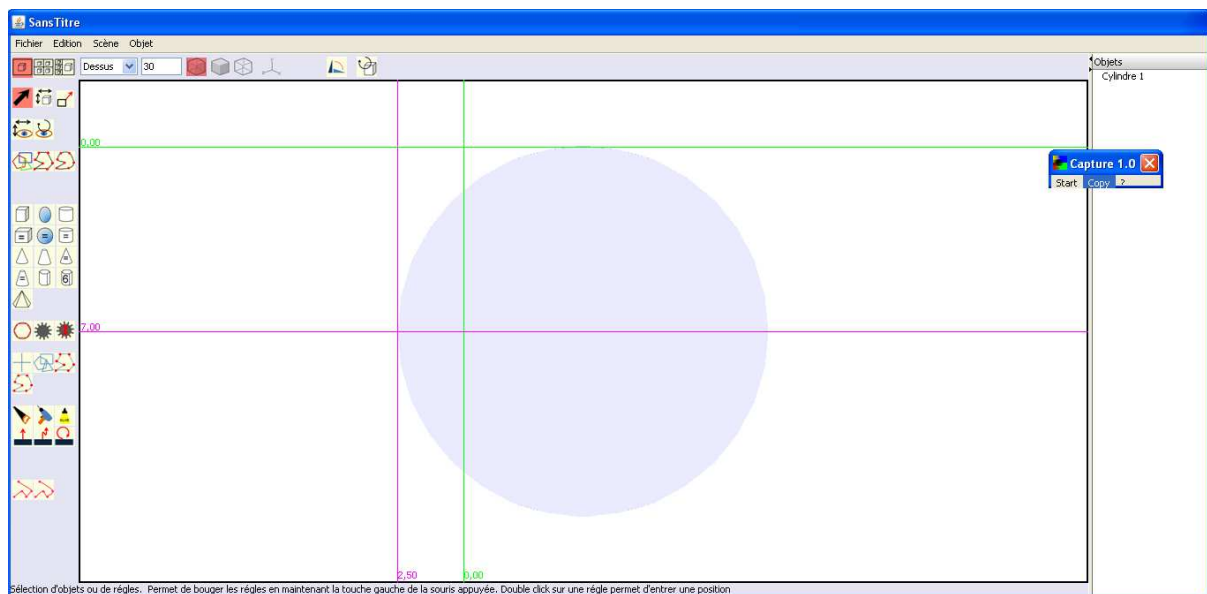 SansTitre
Fichier Edition Scène Objet
Dessus 30
Objets
Cylindre 1
0,00
Capture 1.0
Start Copy ?
6
7,00
2,50 0,00
Sélection d'objets ou de régles. Permet de bouger les régles en maintenant la touche gauche de la souris appuyée. Double click sur une régle permet d'entrer une position